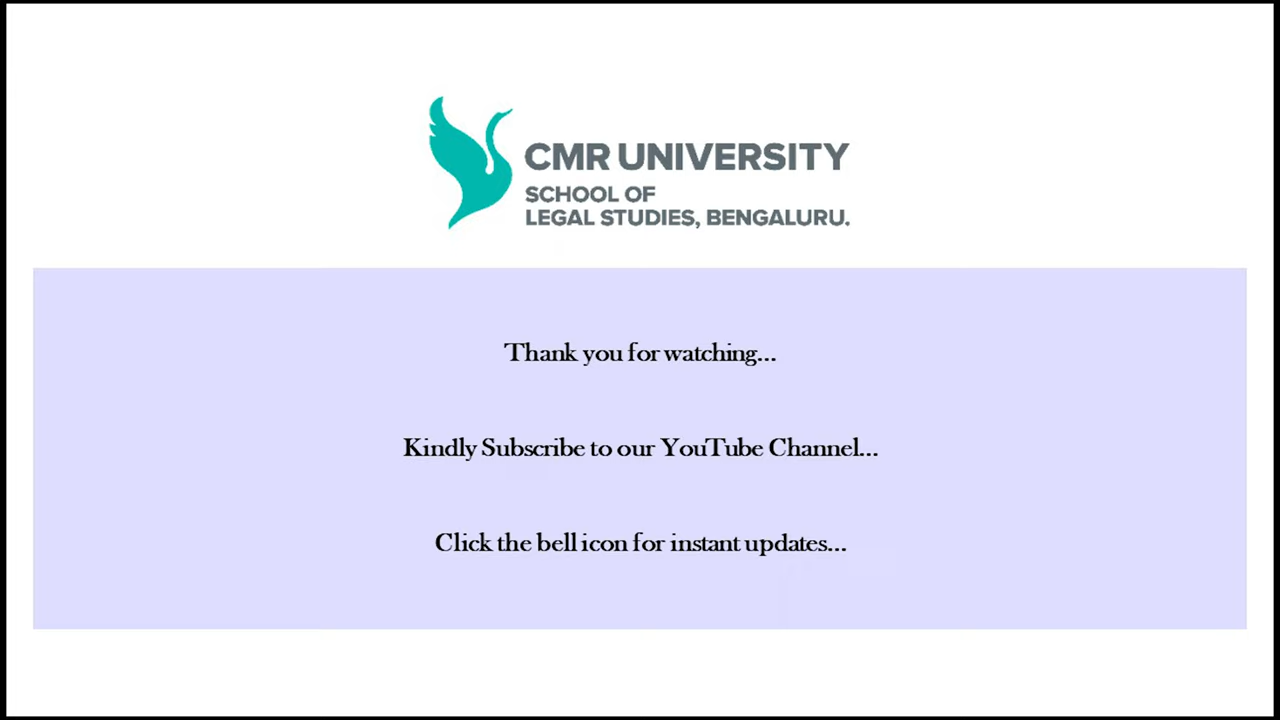 CMR UNIVERSITY
SCHOOL OF
LEGAL STUDIES, BENGALURU.
Thank you for watching...
Kindly Subscribe to our YouTube Channel...
Click the bell icon for instant updates...